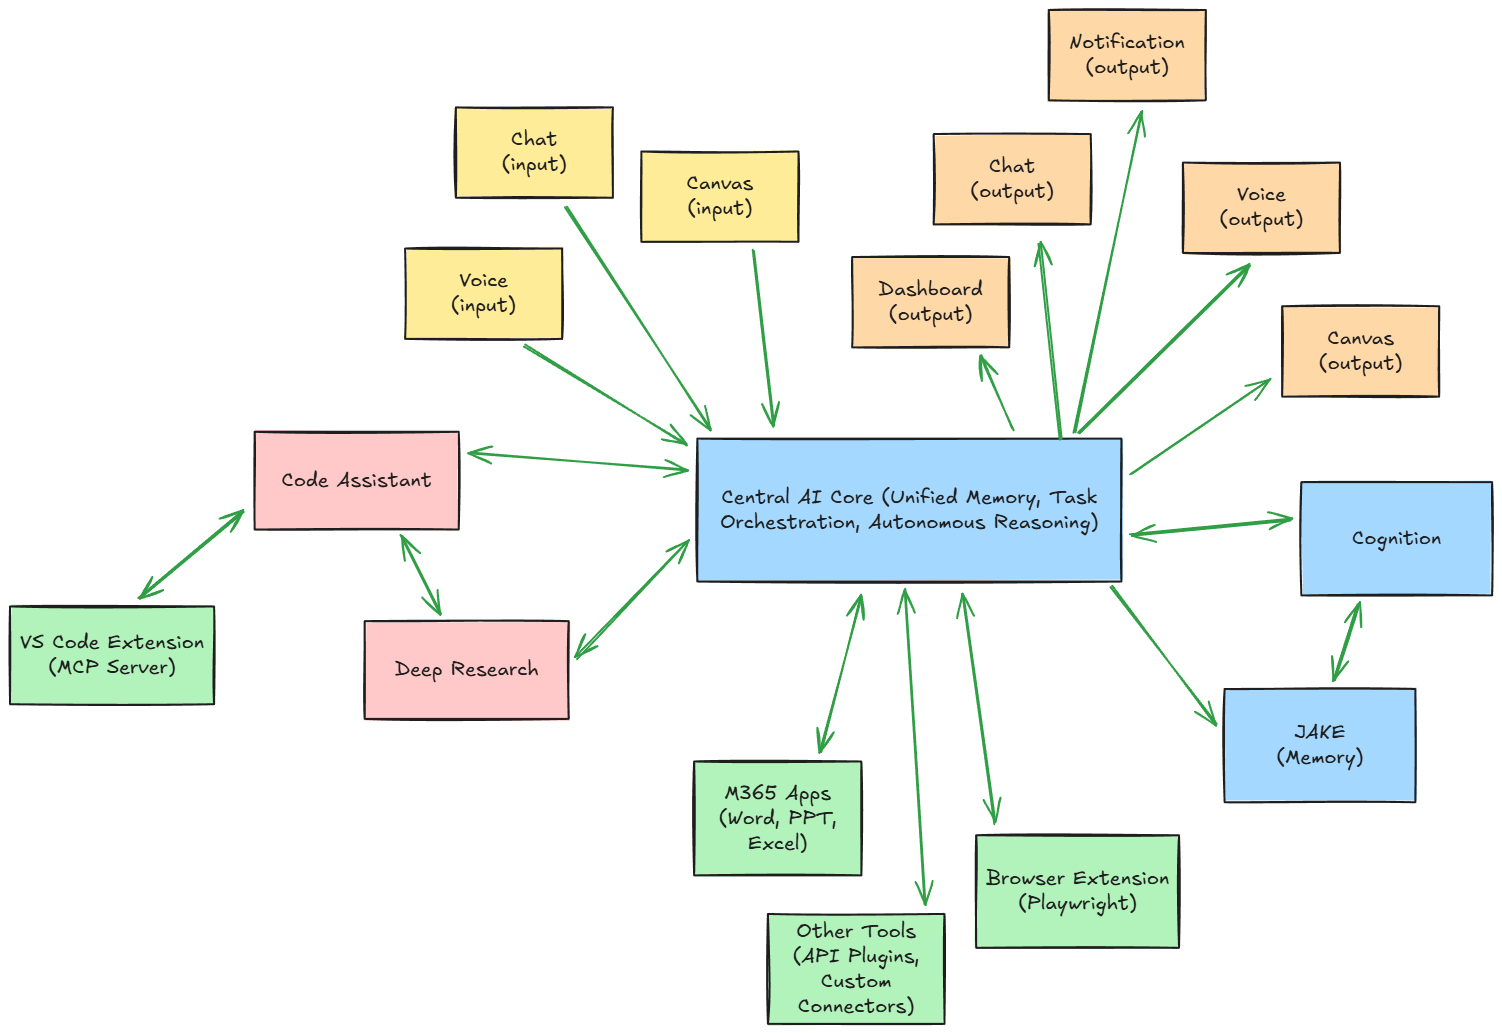 Notification
(output)
Chat
(input)
Canvas
(input)
Chat
(output)
Voice
(output)
Voice
(input)
Dashboard
(output)
Canvas
(output)
Code Assistant
Central AI Core (Unified Memory, Task
Orchestration, Autonomous Reasoning)
Cognition
VS Code Extension
(MCP Server)
Deep Research
JAKE
(Memory)
M365 Apps
(Word, PPT,
Excel)
Browser Extension
(Playwright)
Other Tools
(API Plugins,
Custom
Connectors)